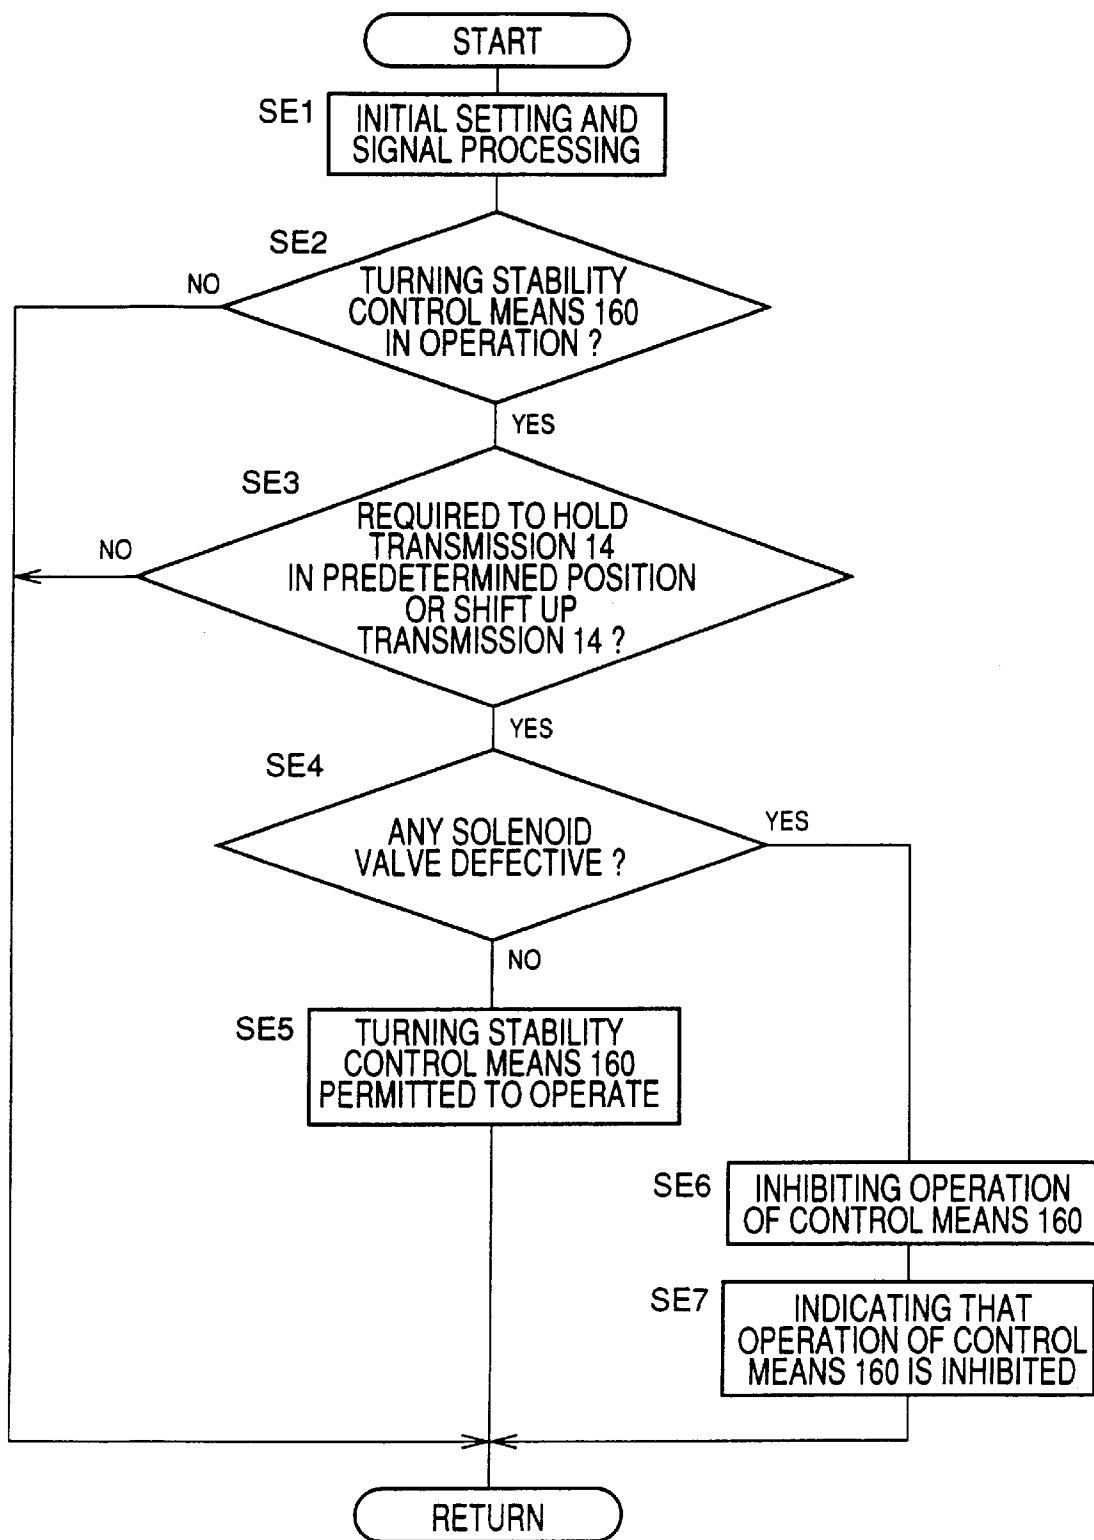 START
SE1
INITIAL SETTING AND
SIGNAL PROCESSING
SE2
NO
TURNING STABILITY
CONTROL MEANS 160
IN OPERATION ?
YES
SE3
NO
REQUIRED TO HOLD
TRANSMISSION 14
IN PREDETERMINED POSITION
OR SHIFT UP
TRANSMISSION 14 ?
YES
SE4
ANY SOLENOID
VALVE DEFECTIVE ?
YES
NO
SE5
TURNING STABILITY
CONTROL MEANS 160
PERMITTED TO OPERATE
SE6
INHIBITING OPERATION
OF CONTROL MEANS 160
SE7
INDICATING THAT
OPERATION OF CONTROL
MEANS 160 IS INHIBITED
RETURN